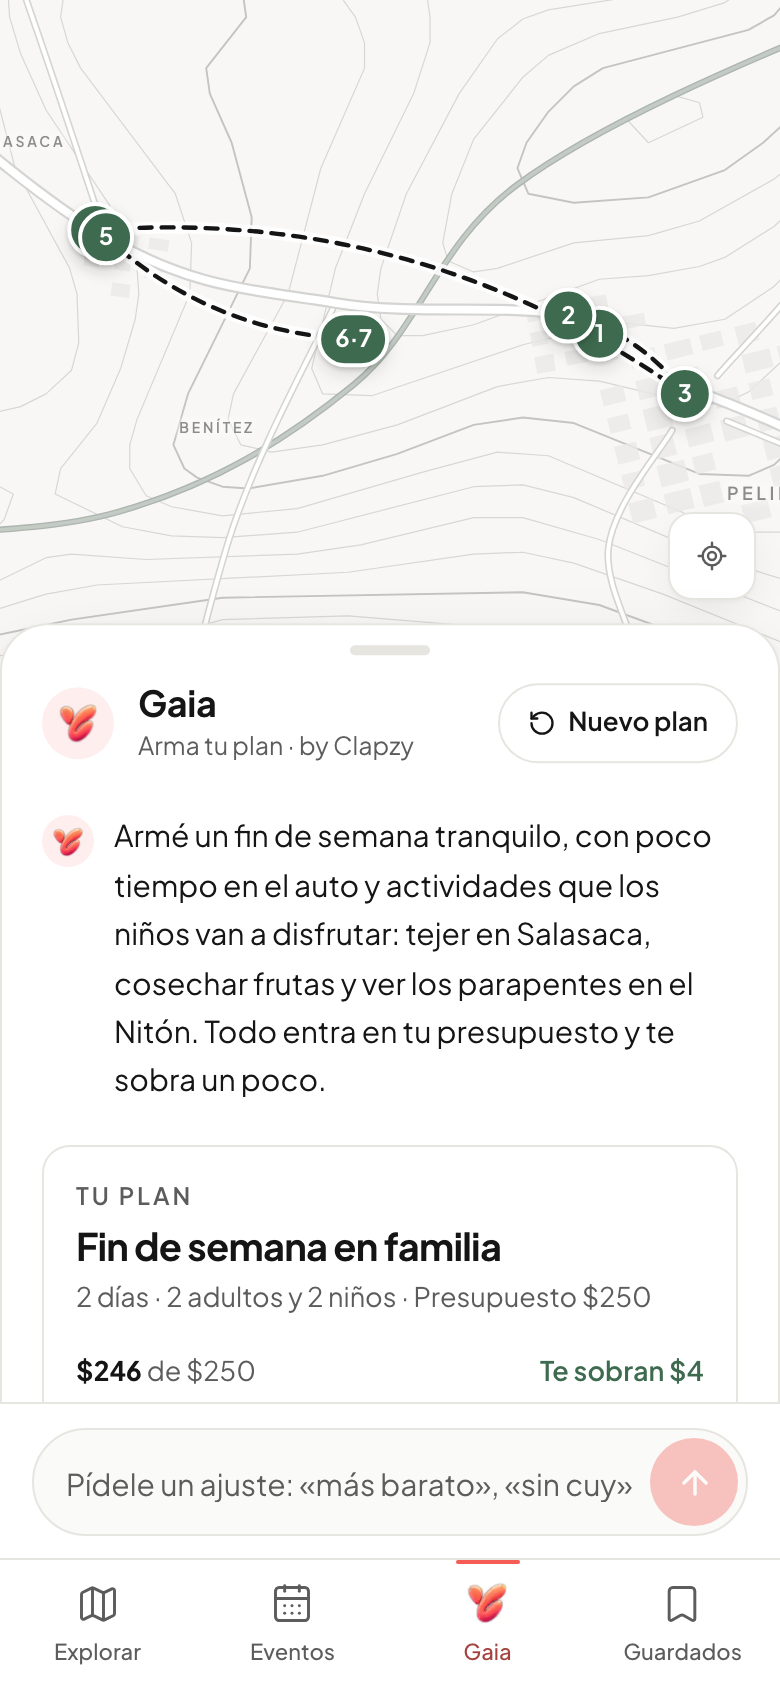 ASACA
5
2
1
6·7
3
BENÍTEZ
PELI
Gaia
Arma tu plan · by Clapzy
Nuevo plan
Armé un fin de semana tranquilo, con poco
tiempo en el auto y actividades que los
niños van a disfrutar: tejer en Salasaca,
cosechar frutas y ver los parapentes en el
Nitón. Todo entra en tu presupuesto y te
sobra un poco.
TU PLAN
Fin de semana en familia
2 días · 2 adultos y 2 niños · Presupuesto $250
$246 de $250
Te sobran $4
Pídele un ajuste: «más barato», «sin cuy»
Explorar
Eventos
Gaia
Guardados